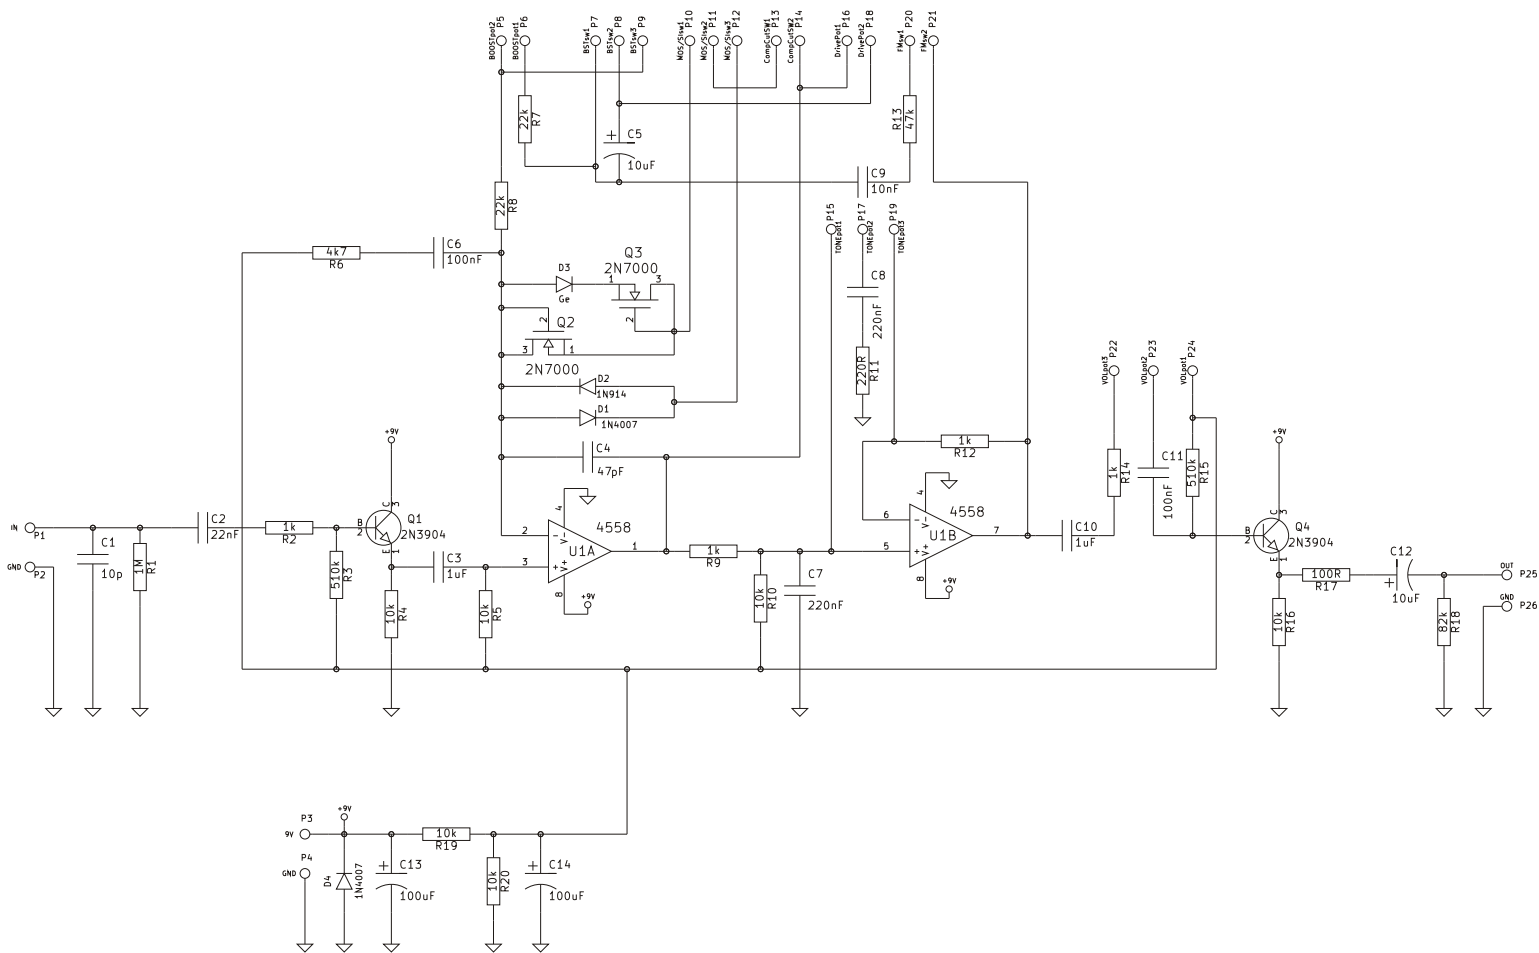 P5
BOOSTpot2
P6
BOOSTpot1
P7
BSTsw1
P8
BSTsw2
P9
BSTsw3
P10
MOS/SIsw1
P11
MOS/SIsw2
P12
MOS/SIsw3
P13
CompCutSW1
P14
CompCutSW2
P16
DrivePot1
P18
DrivePot2
P20
FMsw1
P21
FMsw2
22k
R7
C5
10uF
R13
47k
C9
10nF
22k
R8
P15
TONEpot1
P17
TONEpot2
P19
TONEpot3
4k7
R6
C6
100nF
D3
Ge
Q3
2N7000
1
3
2
C8
220nF
2
Q2
3
1
2N7000
220R
R11
P22
VOLpot3
P23
VOLpot2
P24
VOLpot1
D2
1N914
D1
1N4007
+9V
C4
47pF
1k
R12
1k
R14
C11
100nF
510k
R15
+9V
IN
P1
C1
10p
1M
R1
C2
22nF
1k
R2
510k
R3
B
2
C
3
E
1
Q1
2N3904
10k
R4
C3
1uF
10k
R5
4
2
3
8
V-
V+
4558
U1A
1
+9V
1k
R9
10k
R10
C7
220nF
4
6
5
8
V-
V+
4558
U1B
7
+9V
C10
1uF
B
2
C
3
E
1
Q4
2N3904
10k
R16
100R
R17
C12
10uF
82k
R18
OUT
P25
GND
P26
GND
P2
P3
9V
+9V
P4
GND
D4
1N4007
C13
100uF
10k
R19
10k
R20
C14
100uF